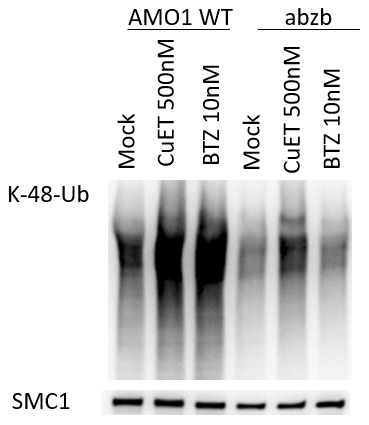 AMO1 WT abzb
Mock CuET 500nM BTZ 10nM Mock CuET 500nM BTZ 10nM
K-48-Ub
SMC1